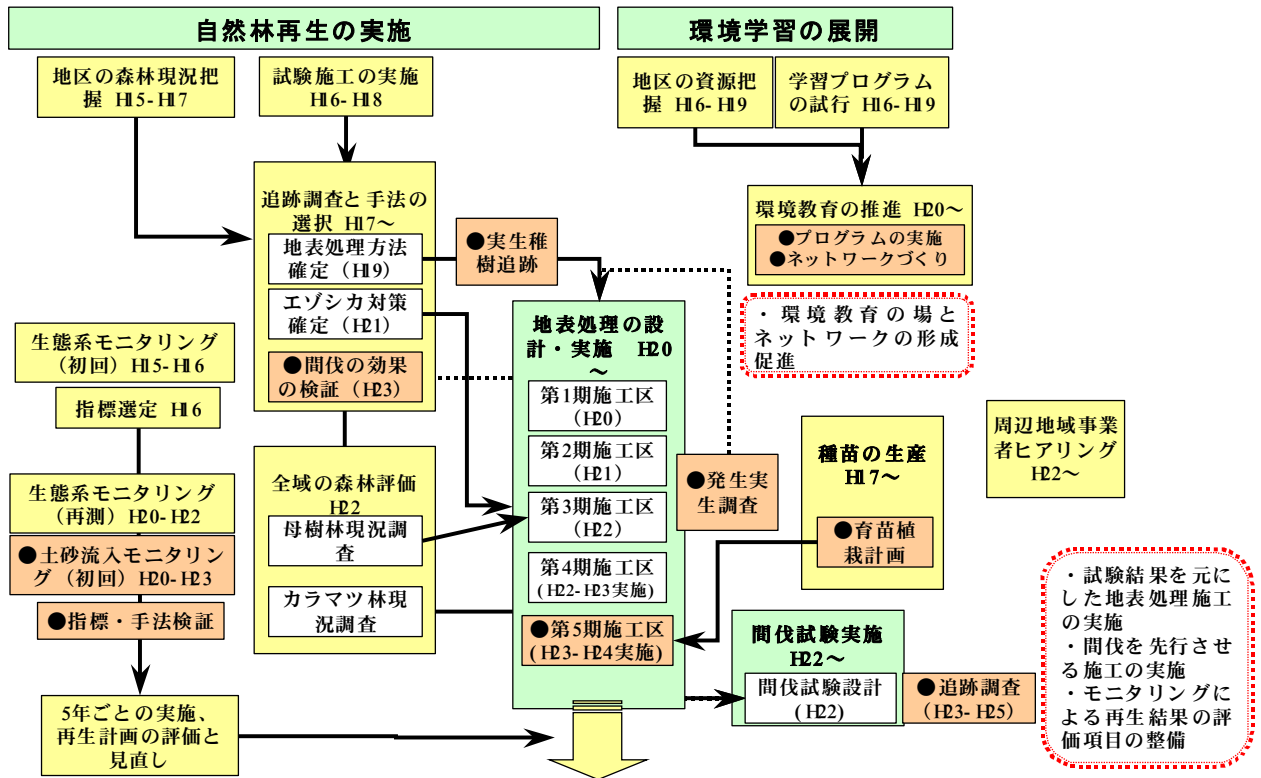 自然林再生の実施
環境学習の展開
地区の森林現況把
握 H15-H17
試験施工の実施
H16-H18
地区の資源把
握 H16-H19
学習プログラム
の試行 H16-H19
追跡調査と手法の
選択 H17～
地表処理方法
確定（H19）
エゾシカ対策
確定（H21）
●間伐の効果
の検証（H23）
●実生稚
樹追跡
環境教育の推進 H20～
●プログラムの実施
●ネットワークづくり
・環境教育の場と
ネットワークの形成
促進
生態系モニタリング
（初回）H15-H16
指標選定 H16
生態系モニタリング
（再測）H20-H22
●土砂流入モニタリン
グ（初回）H20-H23
●指標・手法検証
5年ごとの実施、
再生計画の評価と
見直し
全域の森林評価
H22
母樹林現況調
査
カラマツ林現
況調査
地表処理の設
計・実施 H20
～
第1期施工区
（H20）
第2期施工区
（H21）
第3期施工区
（H22）
第4期施工区
(H22-H23実施)
●第5期施工区
(H23-H24実施)
●発生実
生調査
種苗の生産
H17～
●育苗植
栽計画
周辺地域事業
者ヒアリング
H22～
間伐試験実施
H22～
間伐試験設計
(H22)
●追跡調査
（H23-H25）
・試験結果を元に
した地表処理施工
の実施
・間伐を先行させ
る施工の実施
・モニタリングに
よる再生結果の評
価項目の整備